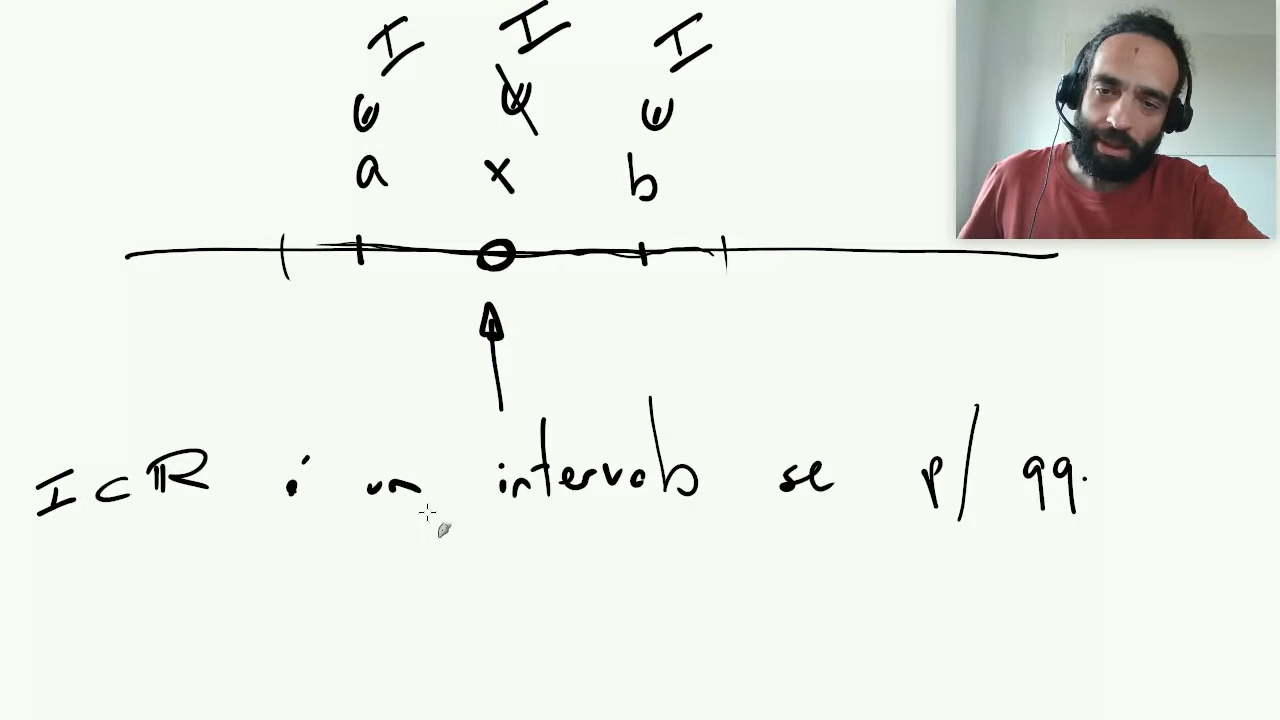 I I I
∈ ∉ ∈
a x b
I ⊂ ℝ é um intervalo se p/ qq.